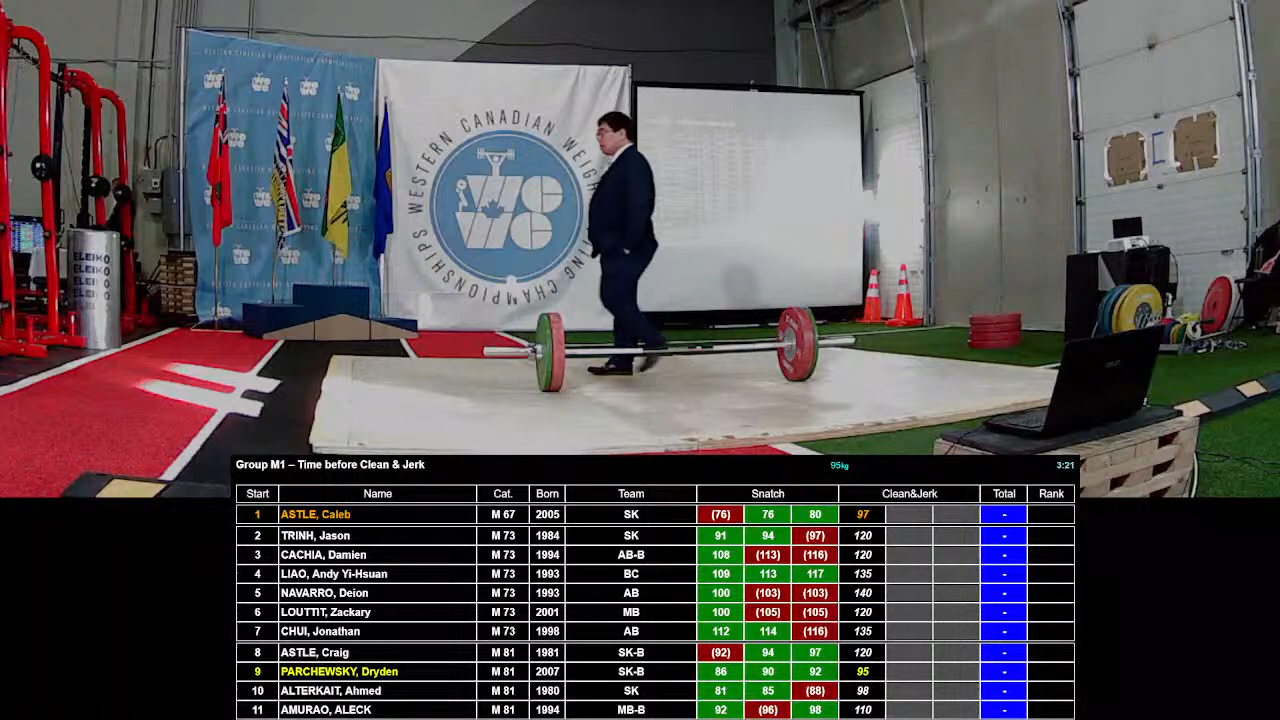 WESTERN CANADIAN WEIGHTLIFTING CHAMPIONSHIPS
WC
WC
ELEIKO
ELEIKO
ELEIKO
ELEIKO
Group M1 – Time before Clean & Jerk 95kg 3:21
Start Name Cat. Born Team Snatch Clean&Jerk Total Rank
1 ASTLE, Caleb M 67 2005 SK (76) 76 80 97 -
2 TRINH, Jason M 73 1984 SK 91 94 (97) 120 -
3 CACHIA, Damien M 73 1994 AB-B 108 (113) (116) 120 -
4 LIAO, Andy Yi-Hsuan M 73 1993 BC 109 113 117 135 -
5 NAVARRO, Deion M 73 1993 AB 100 (103) (103) 140 -
6 LOUTTIT, Zackary M 73 2001 MB 100 (105) (105) 120 -
7 CHUI, Jonathan M 73 1998 AB 112 114 (116) 135 -
8 ASTLE, Craig M 81 1981 SK-B (92) 94 97 120 -
9 PARCHEWSKY, Dryden M 81 2007 SK-B 86 90 92 95 -
10 ALTERKAIT, Ahmed M 81 1980 SK 81 85 (88) 98 -
11 AMURAO, ALECK M 81 1994 MB-B 92 (96) 98 110 -